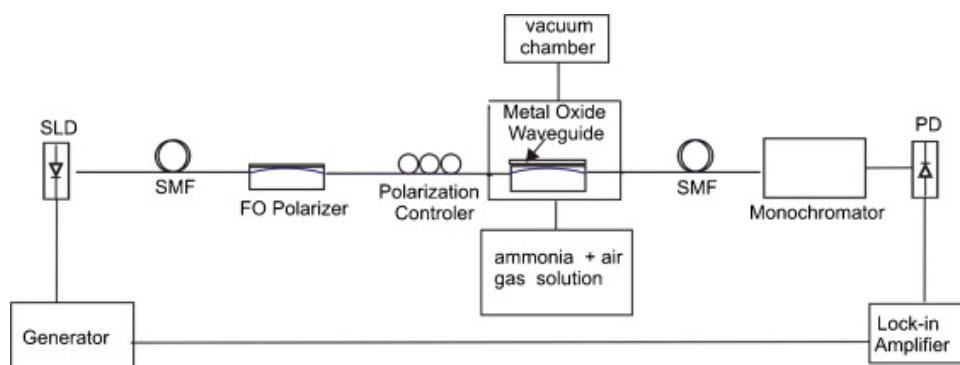 vacuum
chamber
Metal Oxide
Waveguide
SLD
PD
SMF
FO Polarizer
Polarization
Controler
SMF
Monochromator
ammonia + air
gas solution
Generator
Lock-in
Amplifier